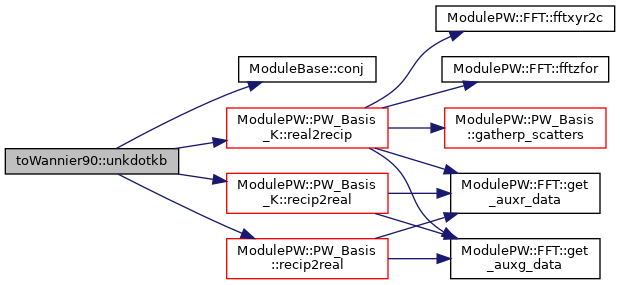 toWannier90::unkdotkb
ModuleBase::conj
ModulePW::PW_Basis
_K::real2recip
ModulePW::PW_Basis
_K::recip2real
ModulePW::PW_Basis
::recip2real
ModulePW::FFT::fftxyr2c
ModulePW::FFT::fftzfor
ModulePW::PW_Basis
::gatherp_scatters
ModulePW::FFT::get
_auxr_data
ModulePW::FFT::get
_auxg_data